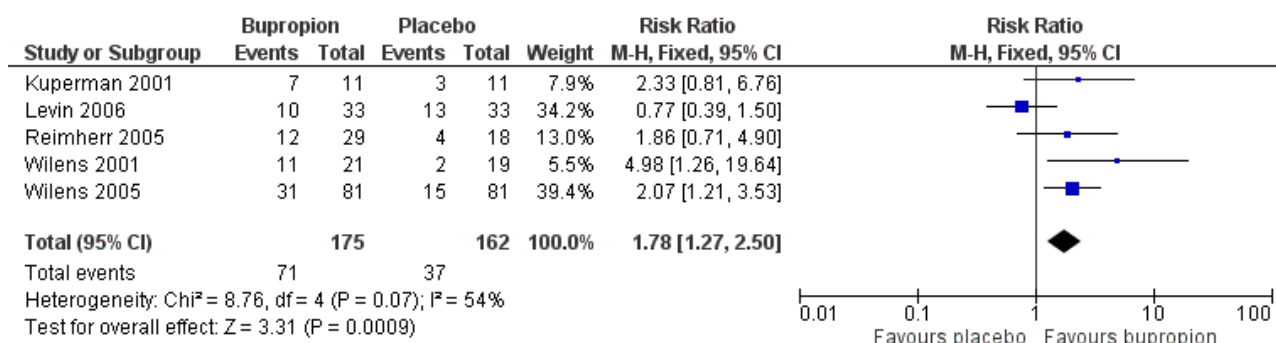 Bupropion Placebo Risk Ratio Risk Ratio
Study or Subgroup Events Total Events Total Weight M-H, Fixed, 95% CI M-H, Fixed, 95% CI
Kuperman 2001 7 11 3 11 7.9% 2.33 [0.81, 6.76]
Levin 2006 10 33 13 33 34.2% 0.77 [0.39, 1.50]
Reimherr 2005 12 29 4 18 13.0% 1.86 [0.71, 4.90]
Wilens 2001 11 21 2 19 5.5% 4.98 [1.26, 19.64]
Wilens 2005 31 81 15 81 39.4% 2.07 [1.21, 3.53]
Total (95% CI) 175 162 100.0% 1.78 [1.27, 2.50]
Total events 71 37
Heterogeneity: Chi² = 8.76, df = 4 (P = 0.07); I² = 54%
Test for overall effect: Z = 3.31 (P = 0.0009)
0.01 0.1 1 10 100
Favours placebo Favours bupropion